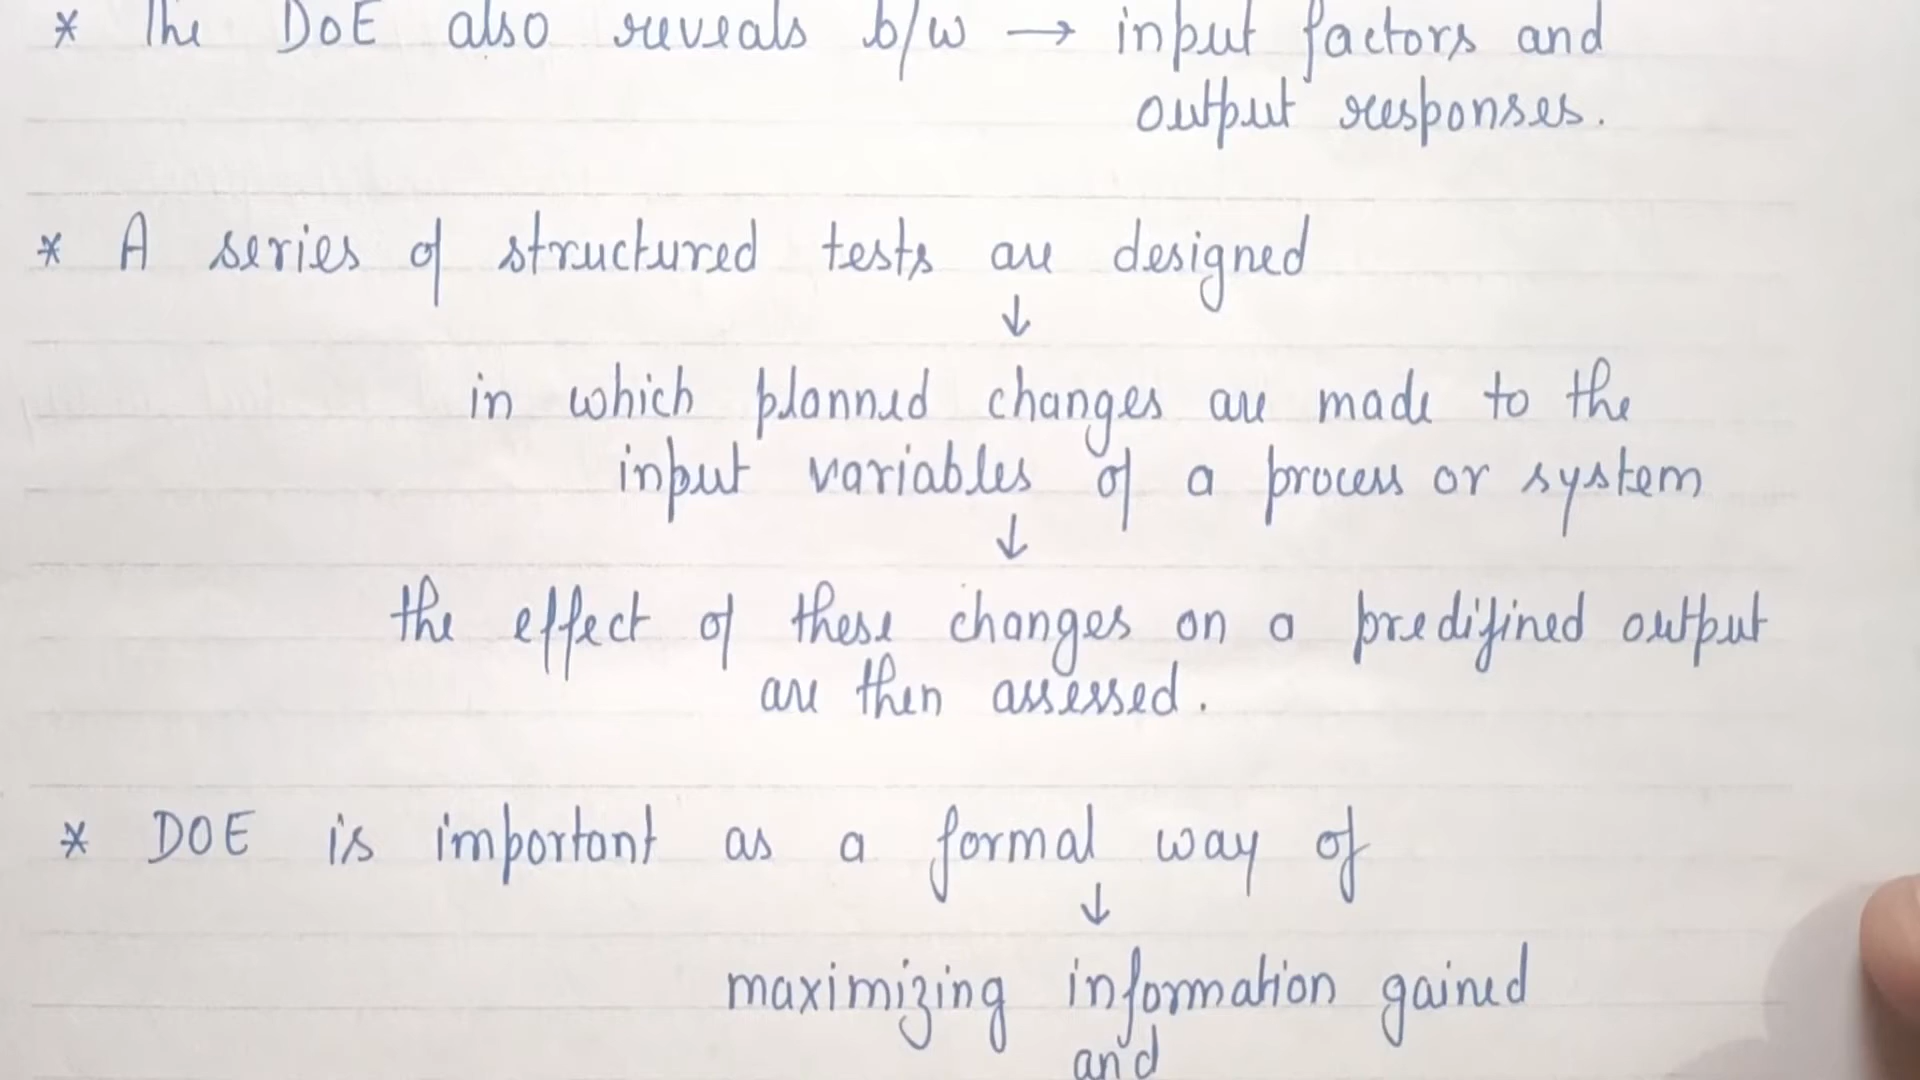 * The DoE also reveals b/w → input factors and
output responses.
* A series of structured tests are designed
↓
in which planned changes are made to the
input variables of a process or system
↓
the effect of these changes on a predifined output
are then assessed.
* DOE is important as a formal way of
↓
maximizing information gained
and